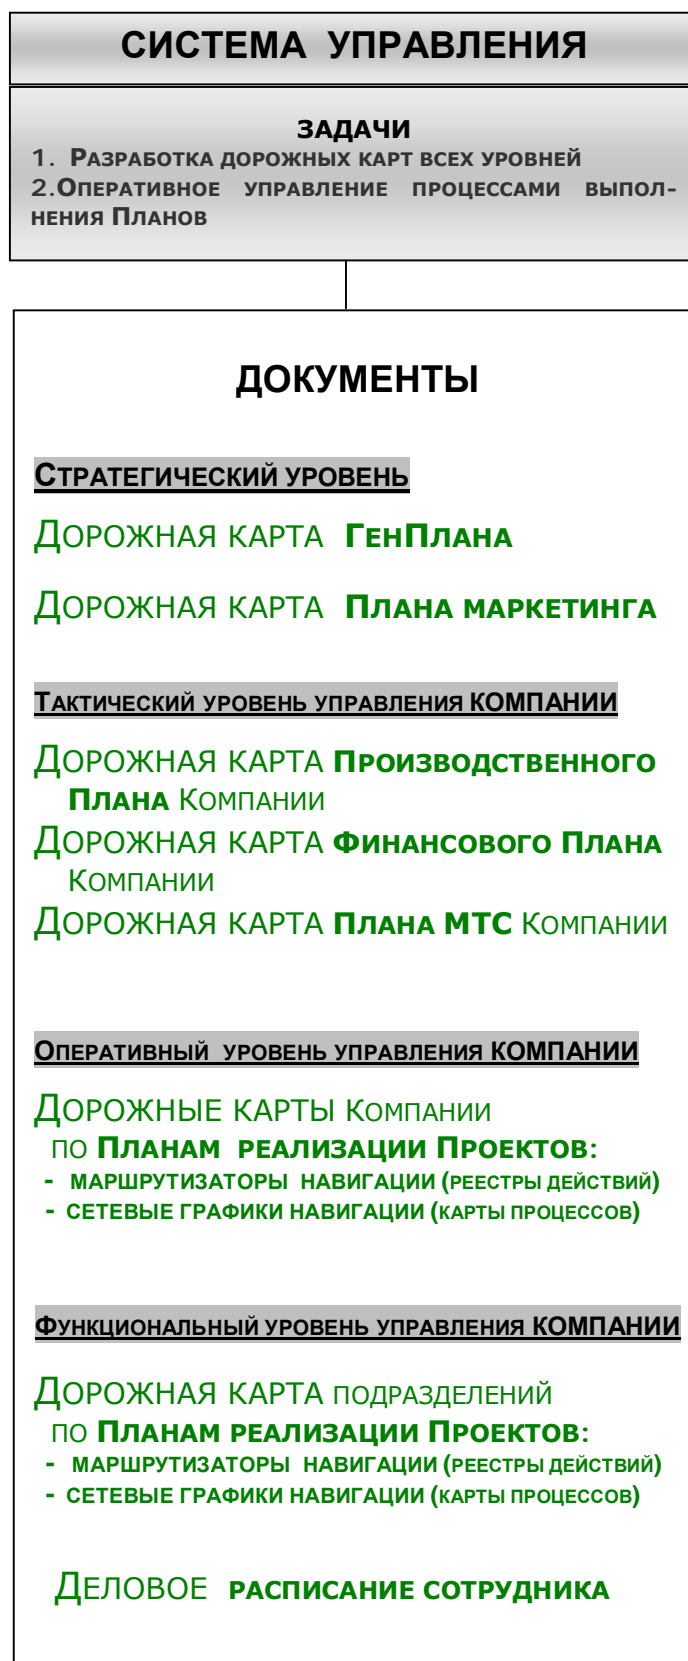 СИСТЕМА УПРАВЛЕНИЯ
ЗАДАЧИ
1. РАЗРАБОТКА ДОРОЖНЫХ КАРТ ВСЕХ УРОВНЕЙ
2.ОПЕРАТИВНОЕ УПРАВЛЕНИЕ ПРОЦЕССАМИ ВЫПОЛ-
НЕНИЯ ПЛАНОВ
ДОКУМЕНТЫ
СТРАТЕГИЧЕСКИЙ УРОВЕНЬ
ДОРОЖНАЯ КАРТА ГЕНПЛАНА
ДОРОЖНАЯ КАРТА ПЛАНА МАРКЕТИНГА
ТАКТИЧЕСКИЙ УРОВЕНЬ УПРАВЛЕНИЯ КОМПАНИИ
ДОРОЖНАЯ КАРТА ПРОИЗВОДСТВЕННОГО
ПЛАНА КОМПАНИИ
ДОРОЖНАЯ КАРТА ФИНАНСОВОГО ПЛАНА
КОМПАНИИ
ДОРОЖНАЯ КАРТА ПЛАНА МТС КОМПАНИИ
ОПЕРАТИВНЫЙ УРОВЕНЬ УПРАВЛЕНИЯ КОМПАНИИ
ДОРОЖНЫЕ КАРТЫ КОМПАНИИ
ПО ПЛАНАМ РЕАЛИЗАЦИИ ПРОЕКТОВ:
- МАРШРУТИЗАТОРЫ НАВИГАЦИИ (РЕЕСТРЫ ДЕЙСТВИЙ)
- СЕТЕВЫЕ ГРАФИКИ НАВИГАЦИИ (КАРТЫ ПРОЦЕССОВ)
ФУНКЦИОНАЛЬНЫЙ УРОВЕНЬ УПРАВЛЕНИЯ КОМПАНИИ
ДОРОЖНАЯ КАРТА ПОДРАЗДЕЛЕНИЙ
ПО ПЛАНАМ РЕАЛИЗАЦИИ ПРОЕКТОВ:
- МАРШРУТИЗАТОРЫ НАВИГАЦИИ (РЕЕСТРЫ ДЕЙСТВИЙ)
- СЕТЕВЫЕ ГРАФИКИ НАВИГАЦИИ (КАРТЫ ПРОЦЕССОВ)
ДЕЛОВОЕ РАСПИСАНИЕ СОТРУДНИКА